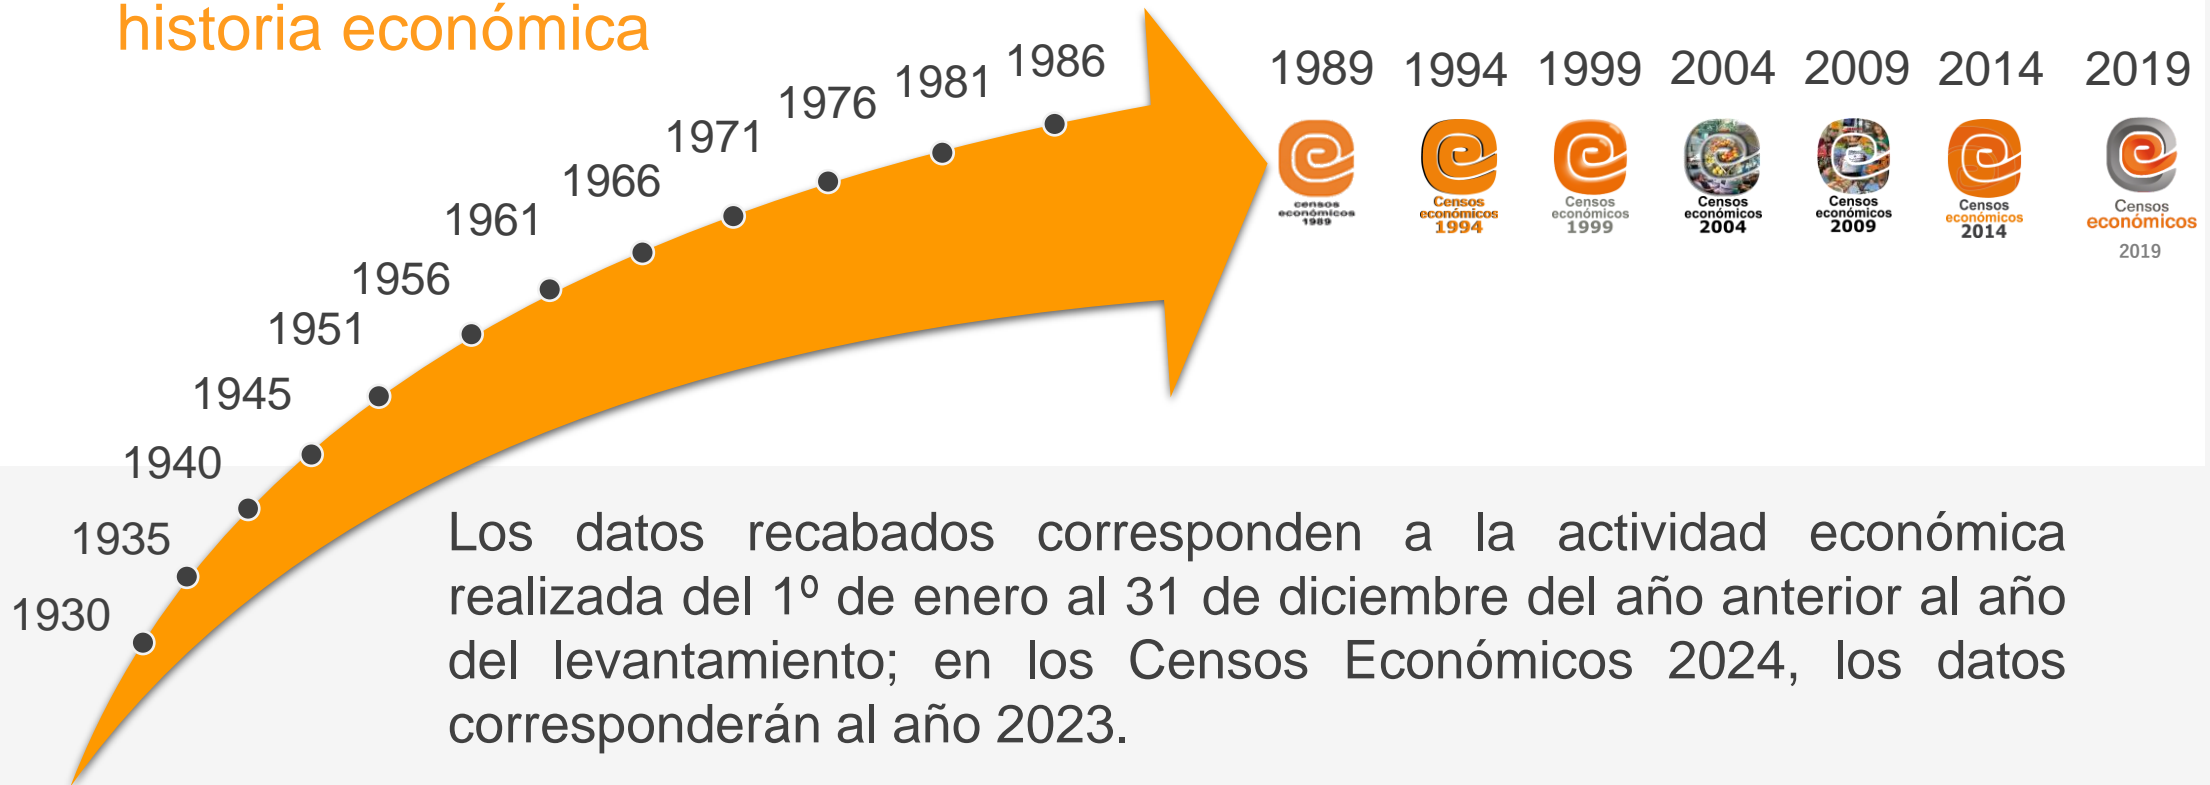 historia económica
1930
1935
1940
1945
1951
1956
1961
1966
1971
1976
1981
1986
1989 1994 1999 2004 2009 2014 2019
censos
económicos
1989
Censos
económicos
1994
Censos
económicos
1999
Censos
económicos
2004
Censos
económicos
2009
Censos
económicos
2014
Censos
económicos
2019
Los datos recabados corresponden a la actividad económica
realizada del 1º de enero al 31 de diciembre del año anterior al año
del levantamiento; en los Censos Económicos 2024, los datos
corresponderán al año 2023.